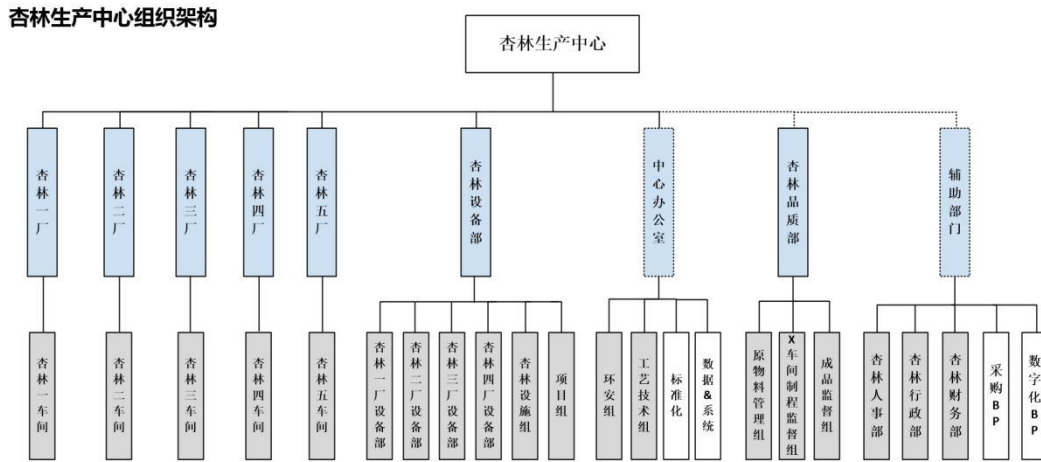 杏林生产中心组织架构
杏林生产中心
杏林一厂
杏林二厂
杏林三厂
杏林四厂
杏林五厂
杏林设备部
中心办公室
杏林品质部
辅助部门
杏林一车间
杏林二车间
杏林三车间
杏林四车间
杏林五车间
杏林一厂设备部
杏林二厂设备部
杏林三厂设备部
杏林四厂设备部
杏林设施组
项目组
环安组
工艺技术组
标准化
数据&系统
原物料管理组
X车间制程监督组
成品监督组
杏林人事部
杏林行政部
杏林财务部
采购BP
数字化BP